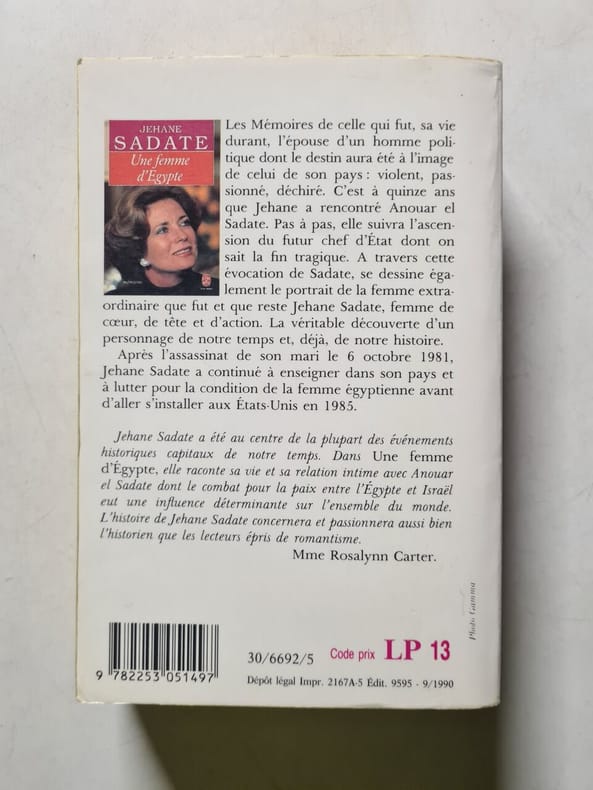 JEHANE
SADATE
Une femme
d'Égypte
Les Mémoires de celle qui fut, sa vie
durant, l'épouse d'un homme poli-
tique dont le destin aura été à l'image
de celui de son pays : violent, pas-
sionné, déchiré. C'est à quinze ans
que Jehane a rencontré Anouar el
Sadate. Pas à pas, elle suivra l'ascen-
sion du futur chef d'État dont on
sait la fin tragique. A travers cette
évocation de Sadate, se dessine éga-
lement le portrait de la femme extra-
ordinaire que fut et que reste Jehane Sadate, femme de
cœur, de tête et d'action. La véritable découverte d'un
personnage de notre temps et, déjà, de notre histoire.
Après l'assassinat de son mari le 6 octobre 1981,
Jehane Sadate a continué à enseigner dans son pays et
à lutter pour la condition de la femme égyptienne avant
d'aller s'installer aux États-Unis en 1985.
Jehane Sadate a été au centre de la plupart des événements
historiques capitaux de notre temps. Dans Une femme
d'Égypte, elle raconte sa vie et sa relation intime avec Anouar
el Sadate dont le combat pour la paix entre l'Égypte et Israël
eut une influence déterminante sur l'ensemble du monde.
L'histoire de Jehane Sadate concernera et passionnera aussi bien
l'historien que les lecteurs épris de romantisme.
Mme Rosalynn Carter.
Photo Gamma
9 782253 051497
30/6692/5
Code prix LP 13
Dépôt légal Impr. 2167A-5 Édit. 9595 - 9/1990